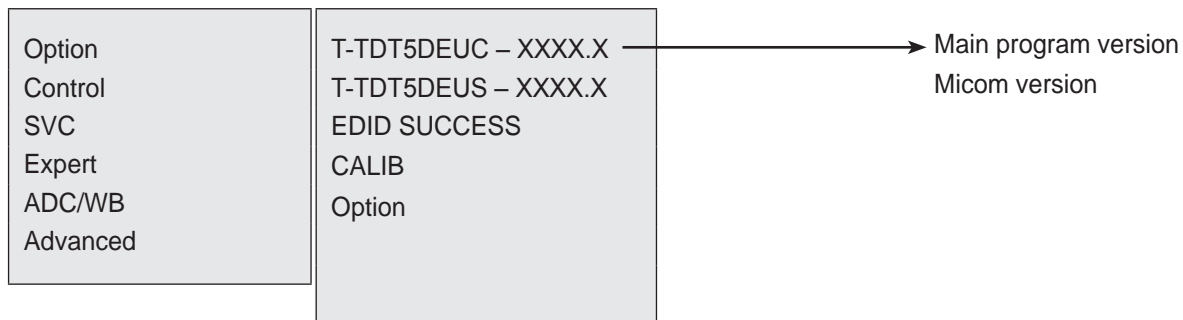 Option
Control
SVC
Expert
ADC/WB
Advanced
T-TDT5DEUC – XXXX.X
T-TDT5DEUS – XXXX.X
EDID SUCCESS
CALIB
Option
Main program version
Micom version